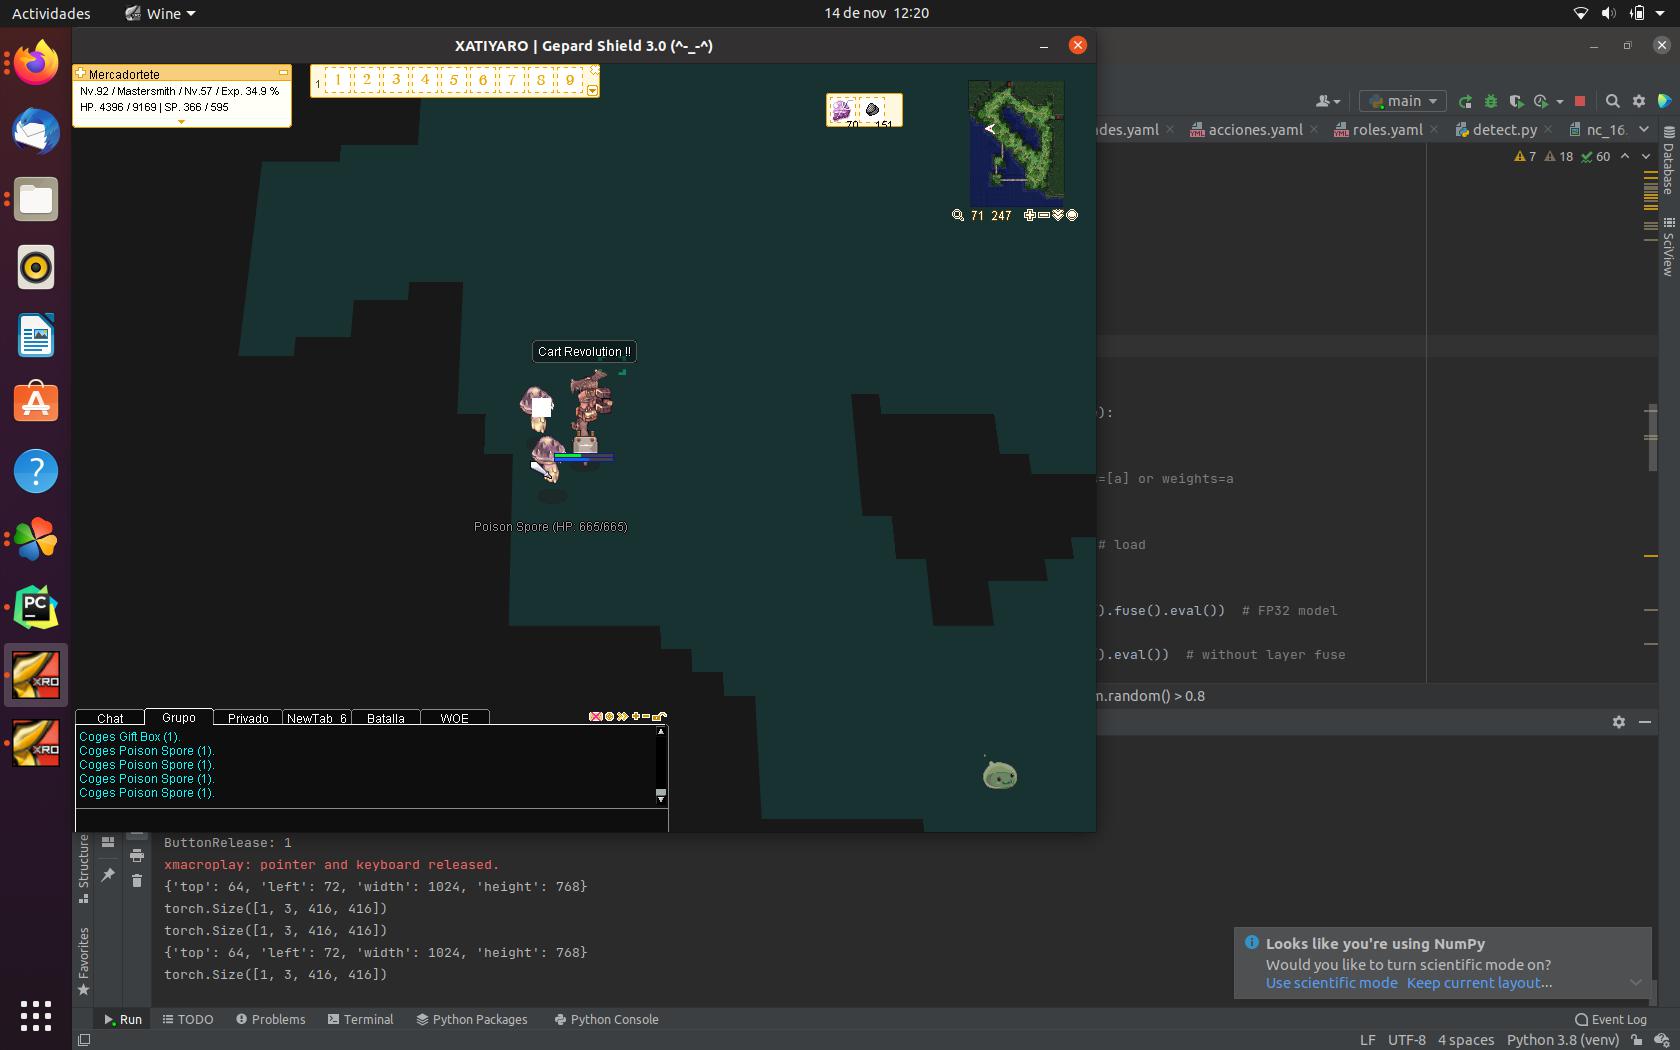 Actividades
Wine
14 de nov 12:20
XATIYARO | Gepard Shield 3.0 (^-_-^)
Mercadortete
Nv.92 / Mastersmith / Nv.57 / Exp. 34.9 %
HP. 4396 / 9169 | SP. 366 / 595
1 1 2 3 4 5 6 7 8 9
70 151
71 247
main
des.yaml
acciones.yaml
roles.yaml
detect.py
nc_16.
7 18 60
Database
SciView
):
Cart Revolution !!
=[a] or weights=a
Poison Spore (HP: 665/665)
# load
).fuse().eval()) # FP32 model
).eval()) # without layer fuse
m.random() > 0.8
Chat Grupo Privado NewTab_6 Batalla WOE
Coges Gift Box (1).
Coges Poison Spore (1).
Coges Poison Spore (1).
Coges Poison Spore (1).
Coges Poison Spore (1).
Structure
Favorites
ButtonRelease: 1
xmacroplay: pointer and keyboard released.
{'top': 64, 'left': 72, 'width': 1024, 'height': 768}
torch.Size([1, 3, 416, 416])
torch.Size([1, 3, 416, 416])
{'top': 64, 'left': 72, 'width': 1024, 'height': 768}
torch.Size([1, 3, 416, 416])
Looks like you're using NumPy
Would you like to turn scientific mode on?
Use scientific mode Keep current layout...
Run TODO Problems Terminal Python Packages Python Console
Event Log
LF UTF-8 4 spaces Python 3.8 (venv)
PC
XRO
XRO